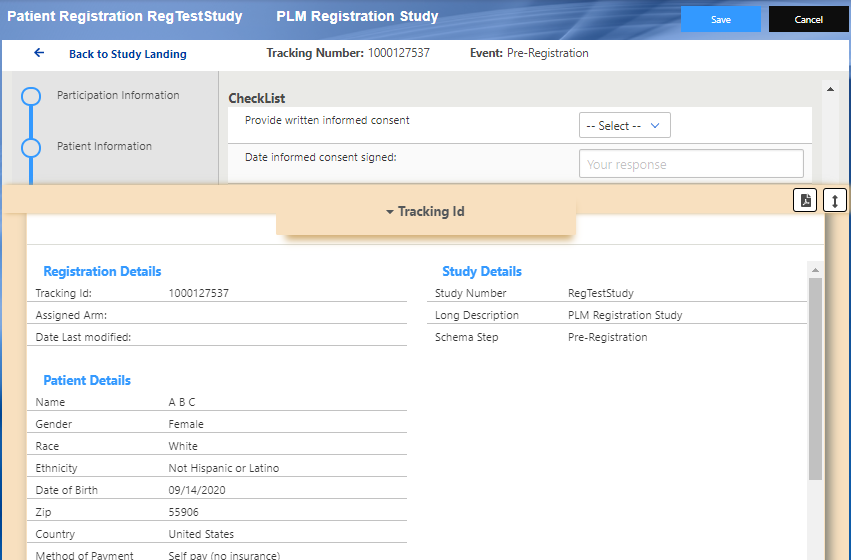 Patient Registration RegTestStudy PLM Registration Study Save Cancel
Back to Study Landing Tracking Number: 1000127537 Event: Pre-Registration
Participation Information
CheckList
Provide written informed consent -- Select --
Patient Information
Date informed consent signed: Your response
Tracking Id
Registration Details Study Details
Tracking Id: 1000127537 Study Number RegTestStudy
Assigned Arm: Long Description PLM Registration Study
Date Last modified: Schema Step Pre-Registration
Patient Details
Name A B C
Gender Female
Race White
Ethnicity Not Hispanic or Latino
Date of Birth 09/14/2020
Zip 55906
Country United States
Method of Payment Self pay (no insurance)